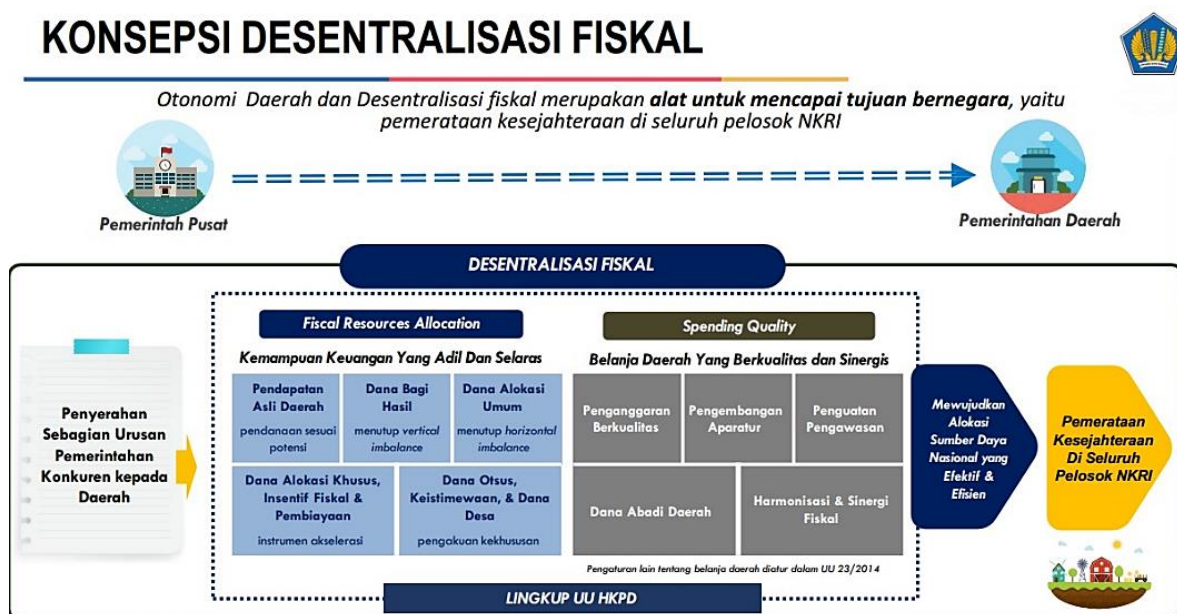 KONSEPSI DESENTRALISASI FISKAL
Otonomi Daerah dan Desentralisasi fiskal merupakan alat untuk mencapai tujuan bernegara, yaitu
pemerataan kesejahteraan di seluruh pelosok NKRI
Pemerintah Pusat
Pemerintahan Daerah
DESENTRALISASI FISKAL
Penyerahan
Sebagian Urusan
Pemerintahan
Konkuren kepada
Daerah
Fiscal Resources Allocation
Kemampuan Keuangan Yang Adil Dan Selaras
Pendapatan
Asli Daerah
pendanaan sesuai
potensi
Dana Bagi
Hasil
menutup vertical
imbalance
Dana Alokasi
Umum
menutup horizontal
imbalance
Dana Alokasi Khusus,
Insentif Fiskal &
Pembiayaan
instrumen akselerasi
Dana Otsus,
Keistimewaan, & Dana
Desa
pengakuan kekhususan
Spending Quality
Belanja Daerah Yang Berkualitas dan Sinergis
Penganggaran
Berkualitas
Pengembangan
Aparatur
Penguatan
Pengawasan
Dana Abadi Daerah
Harmonisasi & Sinergi
Fiskal
Pengaturan lain tentang belanja daerah diatur dalam UU 23/2014
LINGKUP UU HKPD
Mewujudkan
Alokasi
Sumber Daya
Nasional yang
Efektif &
Efisien
Pemerataan
Kesejahteraan
Di Seluruh
Pelosok NKRI